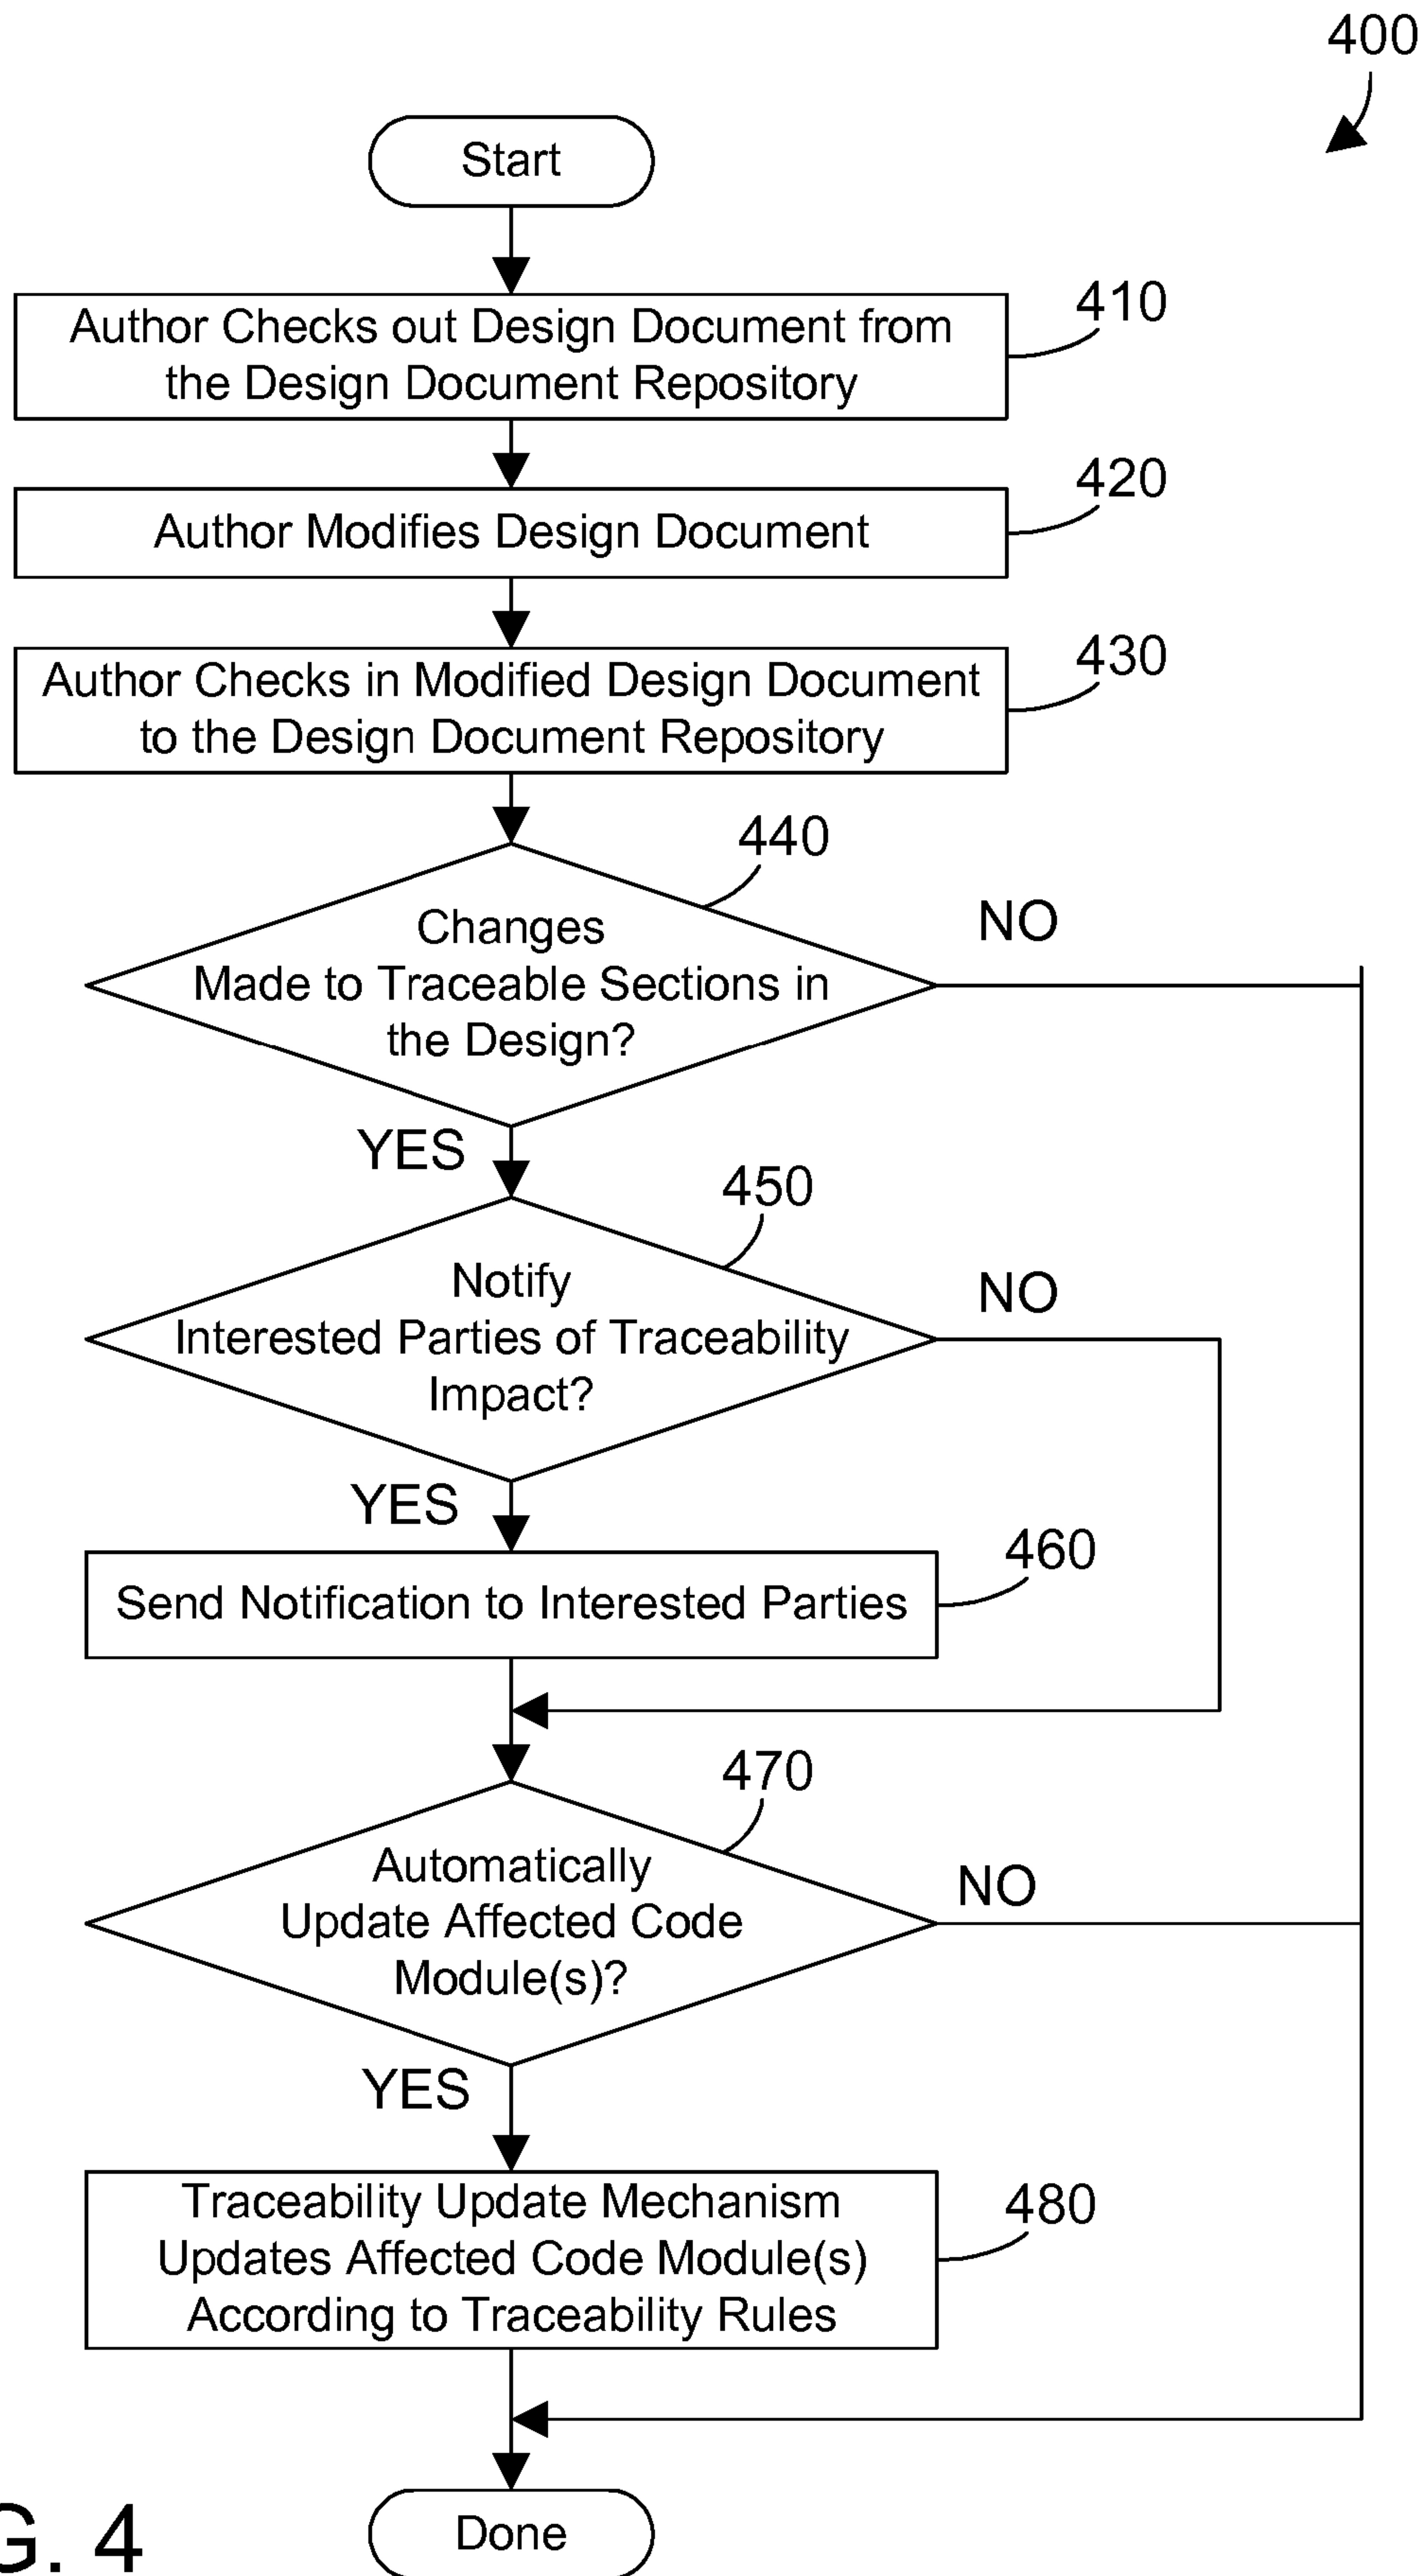 400
Start
Author Checks out Design Document from
the Design Document Repository
410
Author Modifies Design Document
420
Author Checks in Modified Design Document
to the Design Document Repository
430
440
Changes
Made to Traceable Sections in
the Design?
NO
YES
450
Notify
Interested Parties of Traceability
Impact?
NO
YES
460
Send Notification to Interested Parties
470
Automatically
Update Affected Code
Module(s)?
NO
YES
Traceability Update Mechanism
Updates Affected Code Module(s)
According to Traceability Rules
480
Done
G. 4